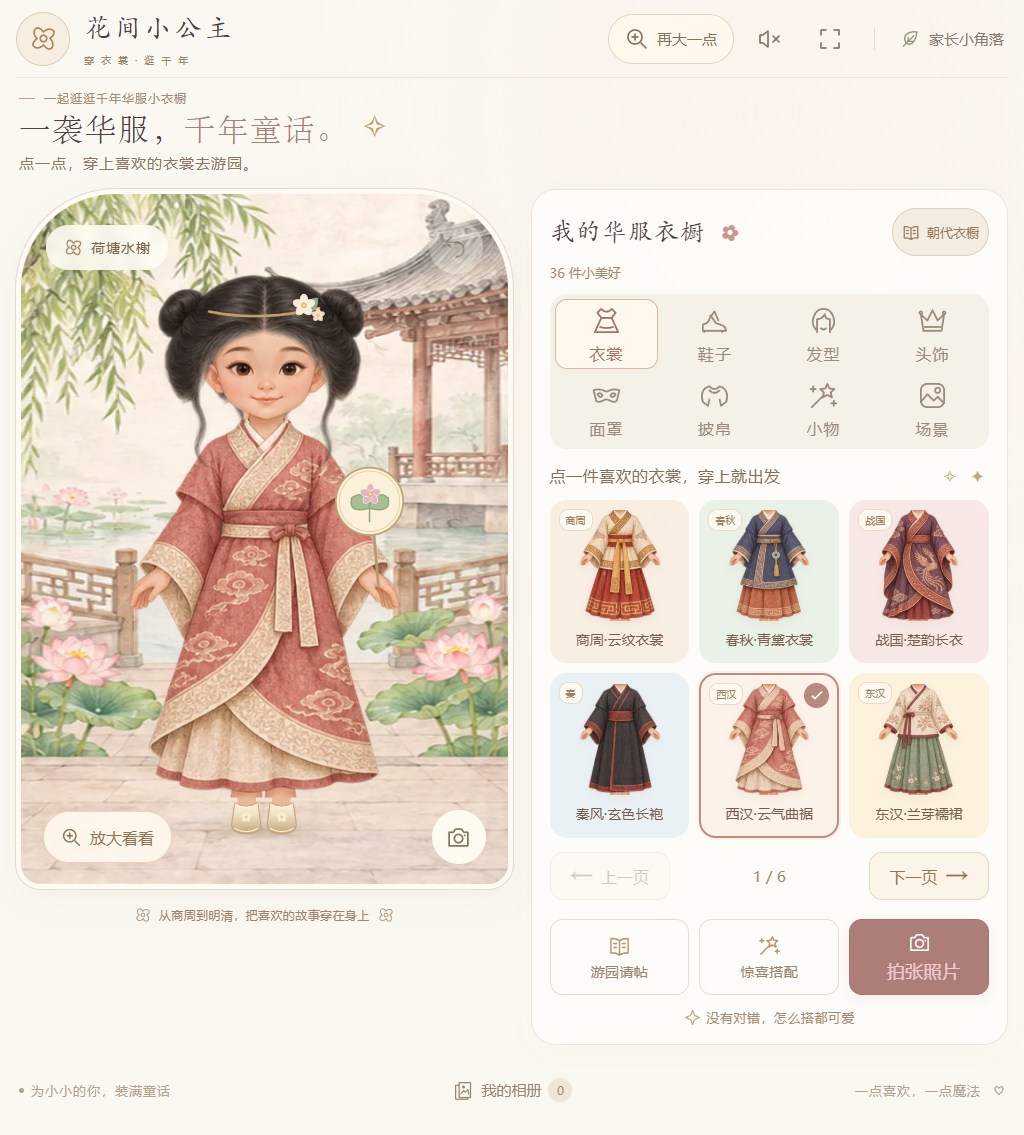 花间小公主
穿衣裳·逛千年
再大一点
家长小角落
一起逛逛千年华服小衣橱
一袭华服，千年童话。
点一点，穿上喜欢的衣裳去游园。
荷塘水榭
放大看看
从商周到明清，把喜欢的故事穿在身上
我的华服衣橱
朝代衣橱
36 件小美好
衣裳
鞋子
发型
头饰
面罩
披帛
小物
场景
点一件喜欢的衣裳，穿上就出发
商周
商周·云纹衣裳
春秋
春秋·青黛衣裳
战国
战国·楚韵长衣
秦
秦风·玄色长袍
西汉
西汉·云气曲裾
东汉
东汉·兰芽襦裙
← 上一页
1 / 6
下一页 →
游园请帖
惊喜搭配
拍张照片
没有对错，怎么搭都可爱
为小小的你，装满童话
我的相册 0
一点喜欢，一点魔法